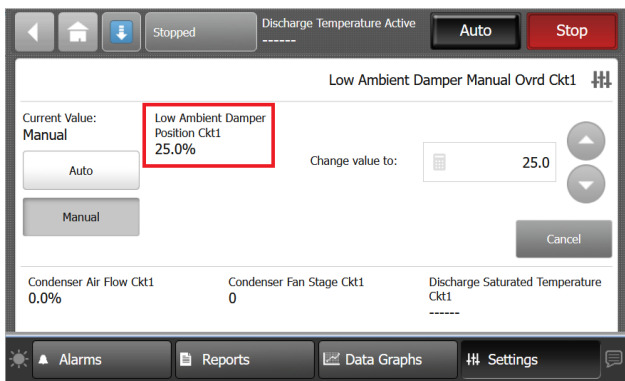 Stopped
Discharge Temperature Active
------
Auto
Stop
Low Ambient Damper Manual Ovrd Ckt1
Current Value:
Manual
Low Ambient Damper
Position Ckt1
25.0%
Auto
Change value to:
25.0
Manual
Cancel
Condenser Air Flow Ckt1
0.0%
Condenser Fan Stage Ckt1
0
Discharge Saturated Temperature
Ckt1
------
Alarms
Reports
Data Graphs
Settings